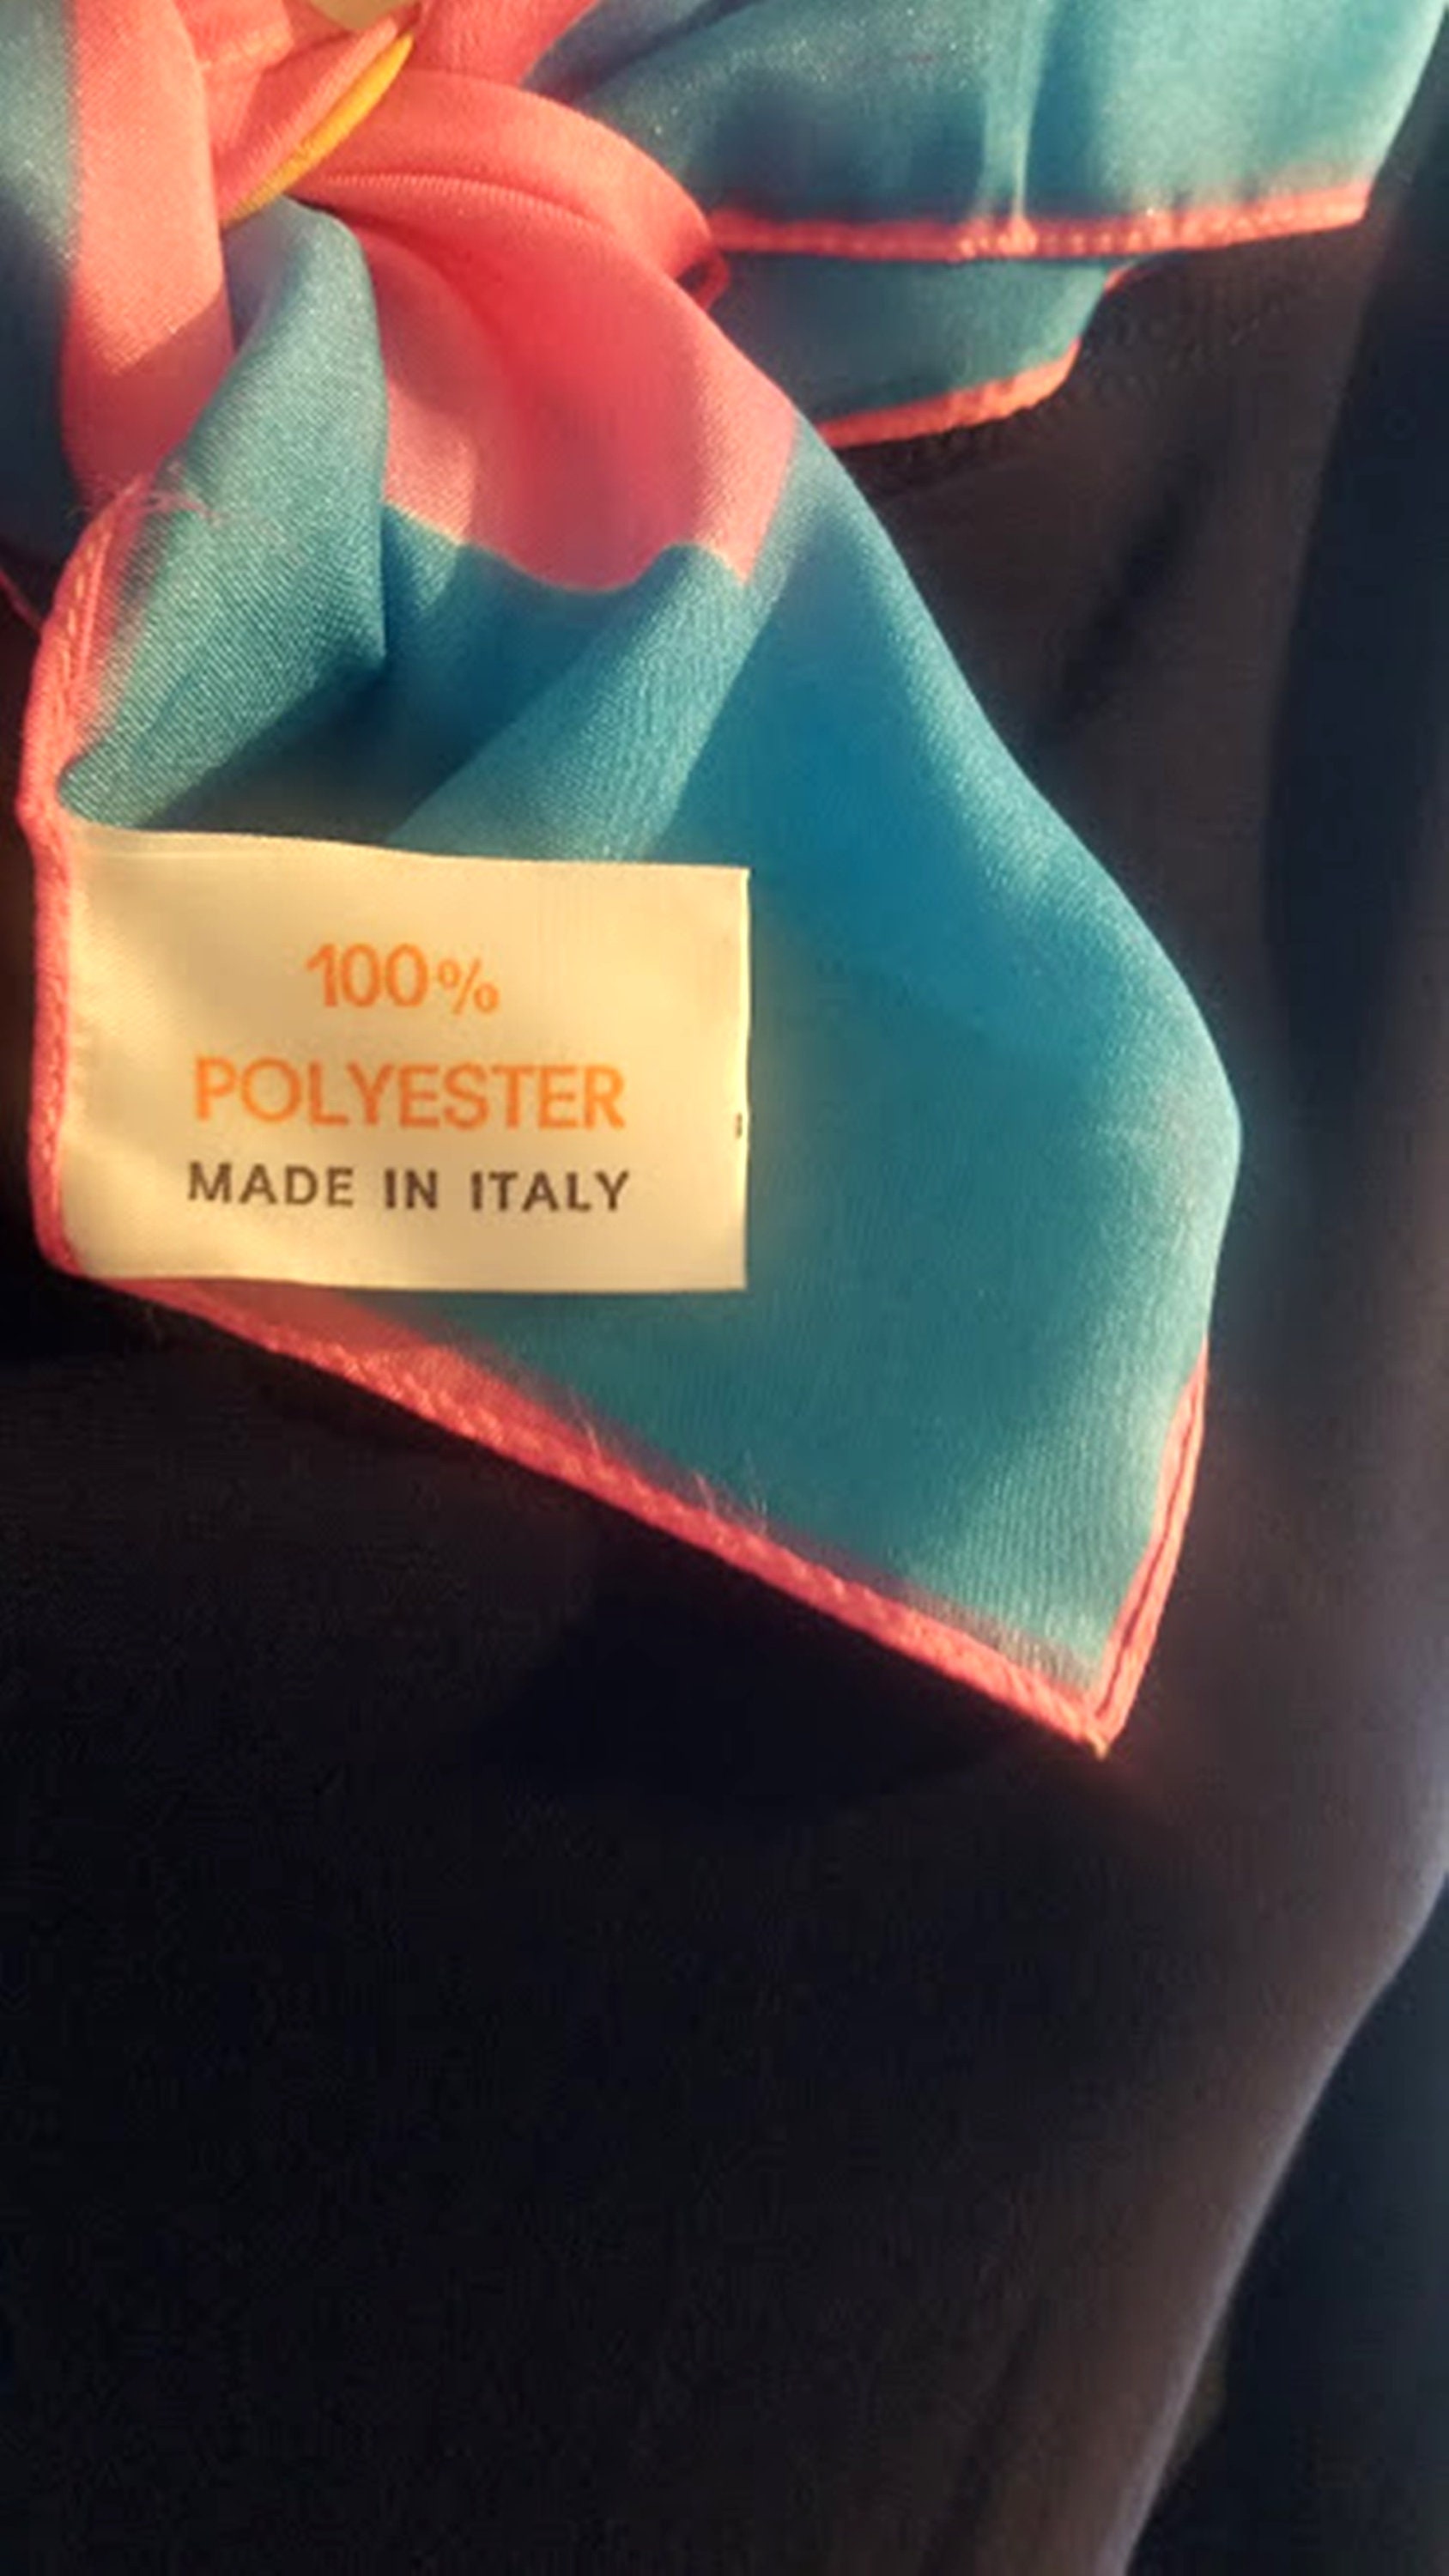 100%
POLYESTER
MADE IN ITALY